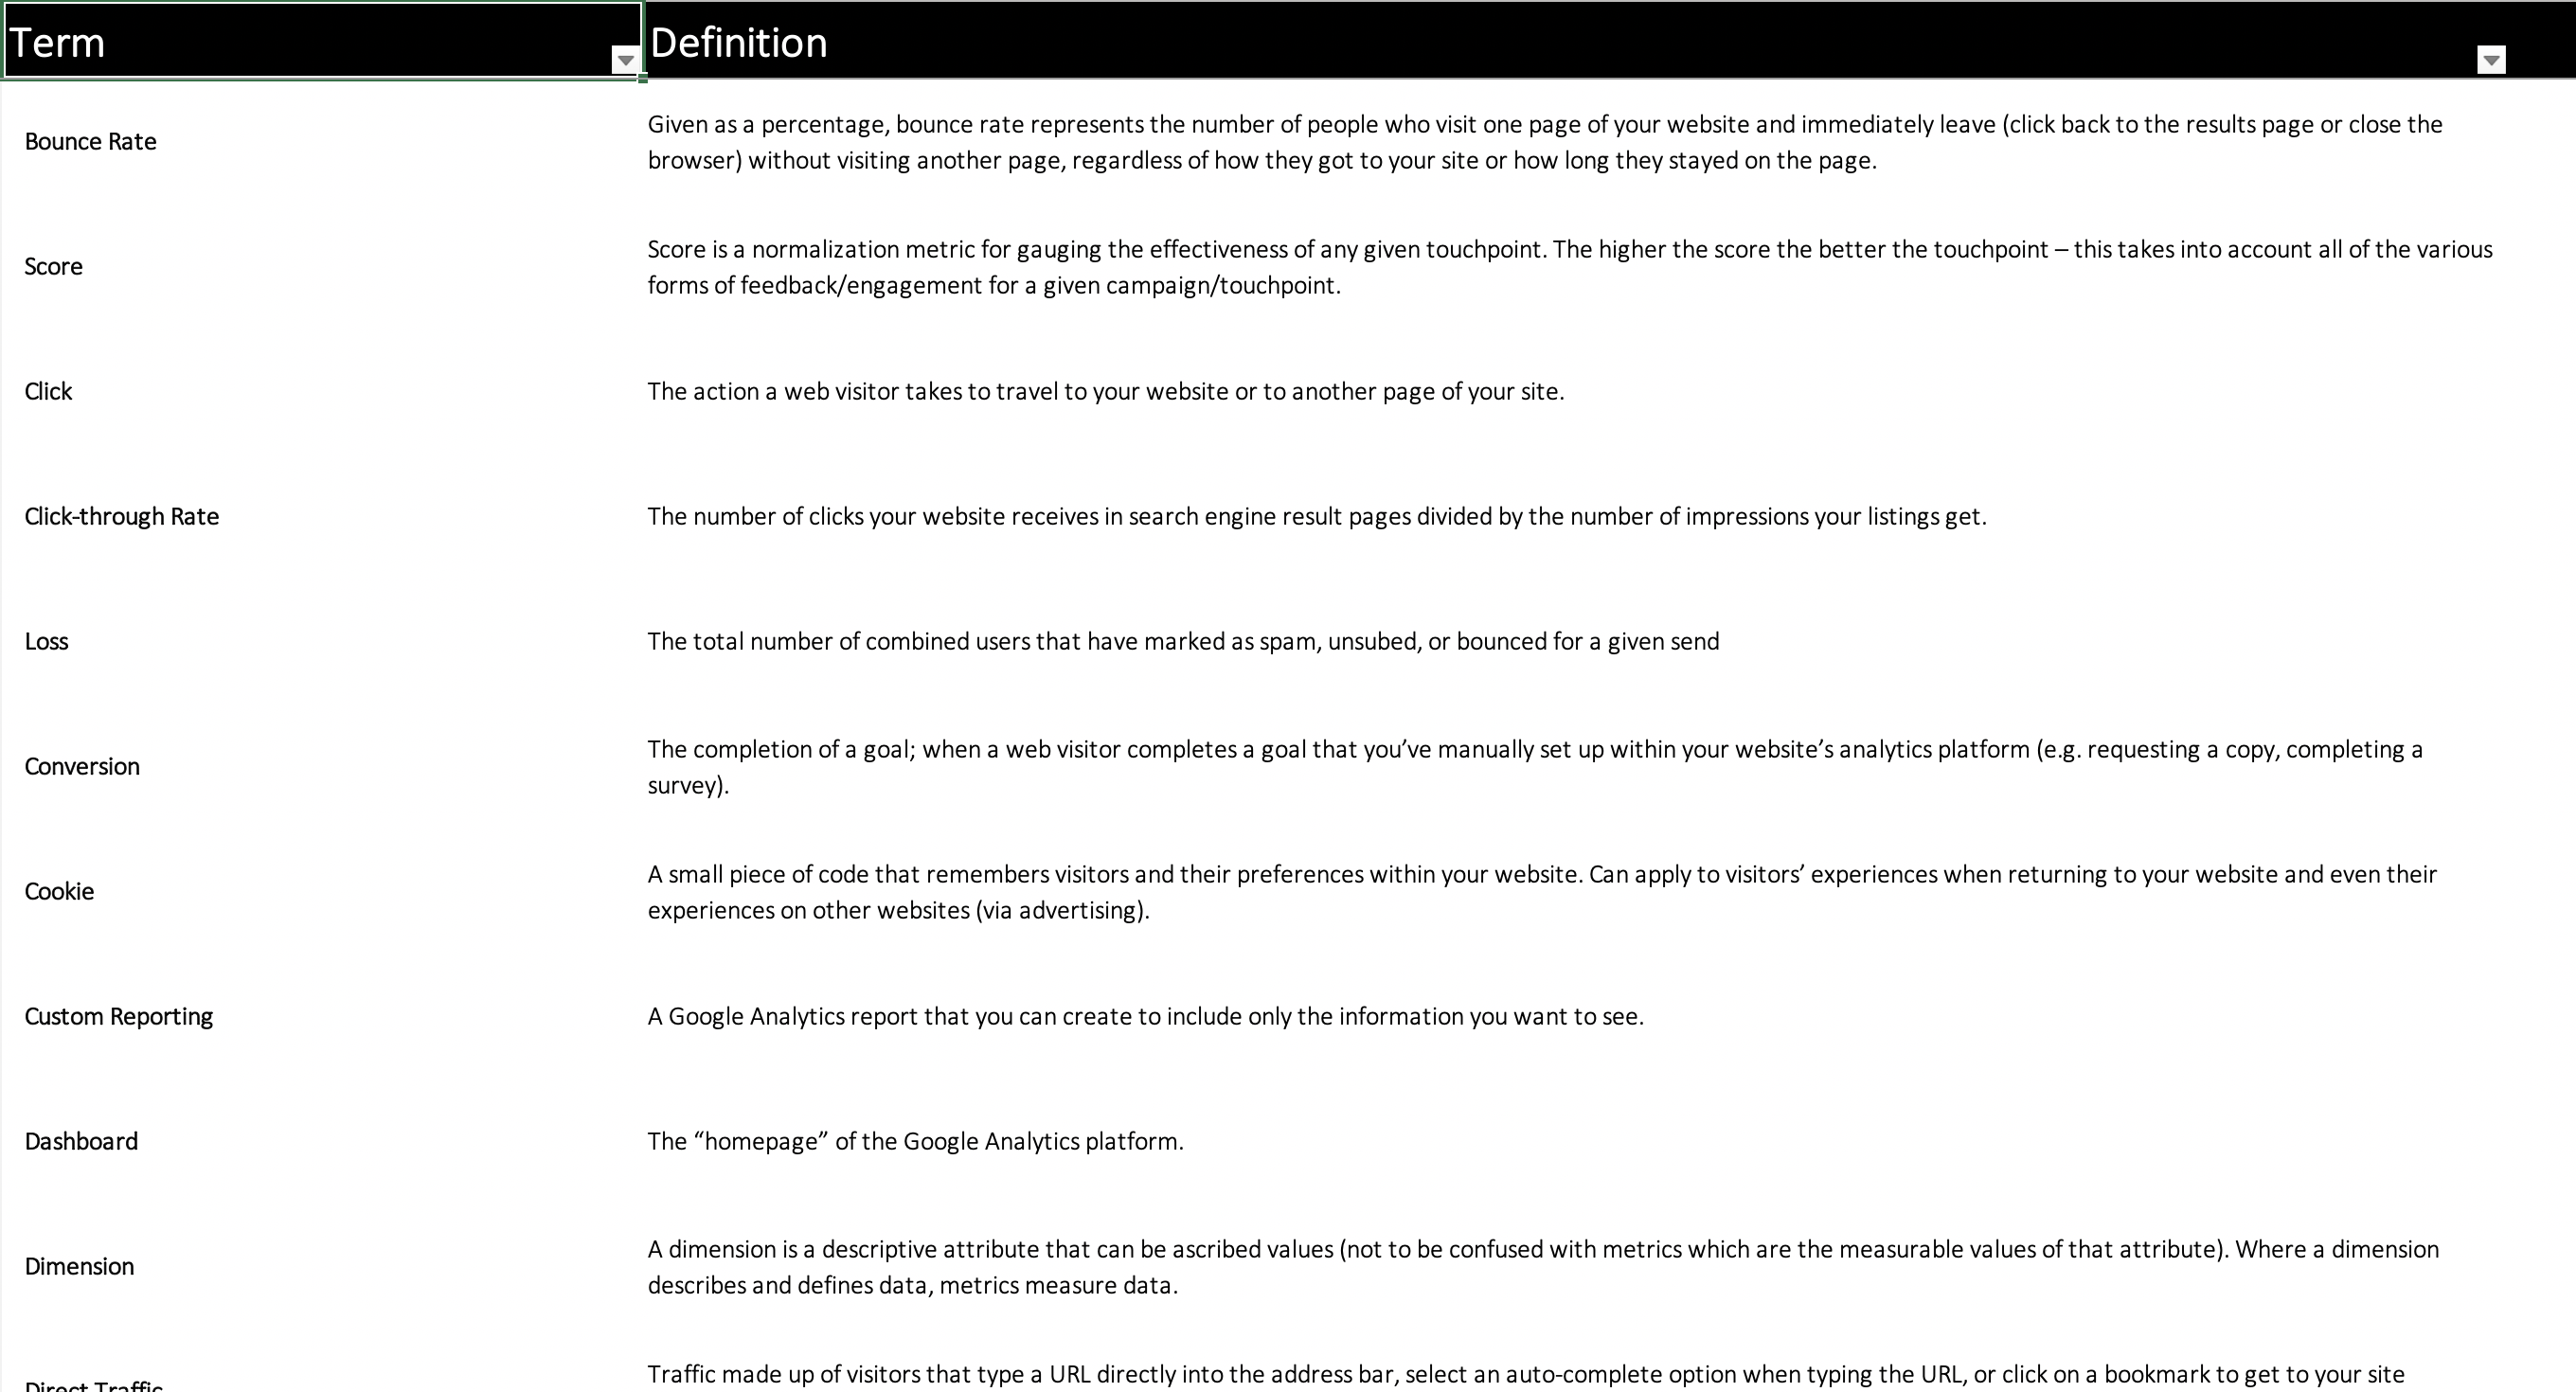 Term
Definition
Bounce Rate
Given as a percentage, bounce rate represents the number of people who visit one page of your website and immediately leave (click back to the results page or close the
browser) without visiting another page, regardless of how they got to your site or how long they stayed on the page.
Score
Score is a normalization metric for gauging the effectiveness of any given touchpoint. The higher the score the better the touchpoint – this takes into account all of the various
forms of feedback/engagement for a given campaign/touchpoint.
Click
The action a web visitor takes to travel to your website or to another page of your site.
Click-through Rate
The number of clicks your website receives in search engine result pages divided by the number of impressions your listings get.
Loss
The total number of combined users that have marked as spam, unsubed, or bounced for a given send
Conversion
The completion of a goal; when a web visitor completes a goal that you’ve manually set up within your website’s analytics platform (e.g. requesting a copy, completing a
survey).
Cookie
A small piece of code that remembers visitors and their preferences within your website. Can apply to visitors’ experiences when returning to your website and even their
experiences on other websites (via advertising).
Custom Reporting
A Google Analytics report that you can create to include only the information you want to see.
Dashboard
The “homepage” of the Google Analytics platform.
Dimension
A dimension is a descriptive attribute that can be ascribed values (not to be confused with metrics which are the measurable values of that attribute). Where a dimension
describes and defines data, metrics measure data.
Direct Traffic
Traffic made up of visitors that type a URL directly into the address bar, select an auto-complete option when typing the URL, or click on a bookmark to get to your site